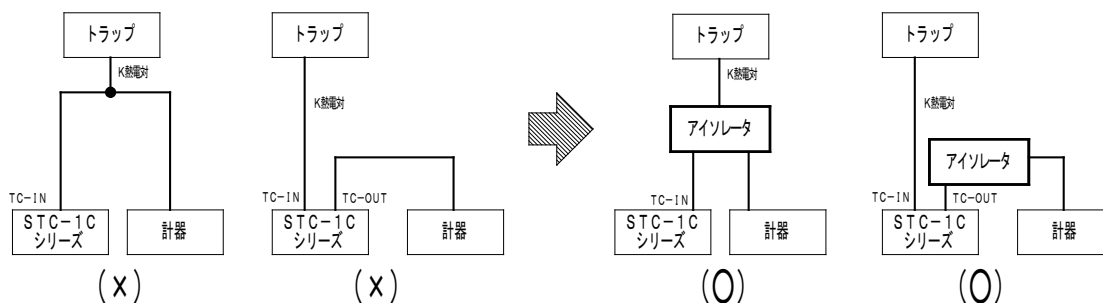 トラップ
K熱電対
TC-IN
STC-1C
シリーズ
計器
(×)
トラップ
K熱電対
TC-IN
TC-OUT
STC-1C
シリーズ
計器
(×)
トラップ
K熱電対
アイソレータ
TC-IN
STC-1C
シリーズ
計器
(○)
トラップ
K熱電対
アイソレータ
TC-IN
TC-OUT
STC-1C
シリーズ
計器
(○)